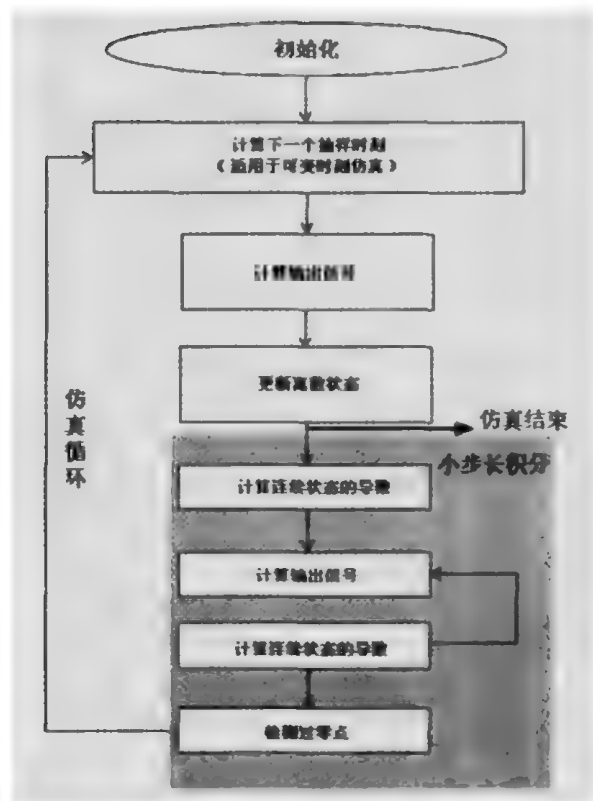 初始化
计算下一个抽样时刻
（适用于可变时刻仿真）
计算输出信号
更新离散状态
仿真结束
小步长积分
计算连续状态的导数
计算输出信号
计算连续状态的导数
检测过零点
仿真循环